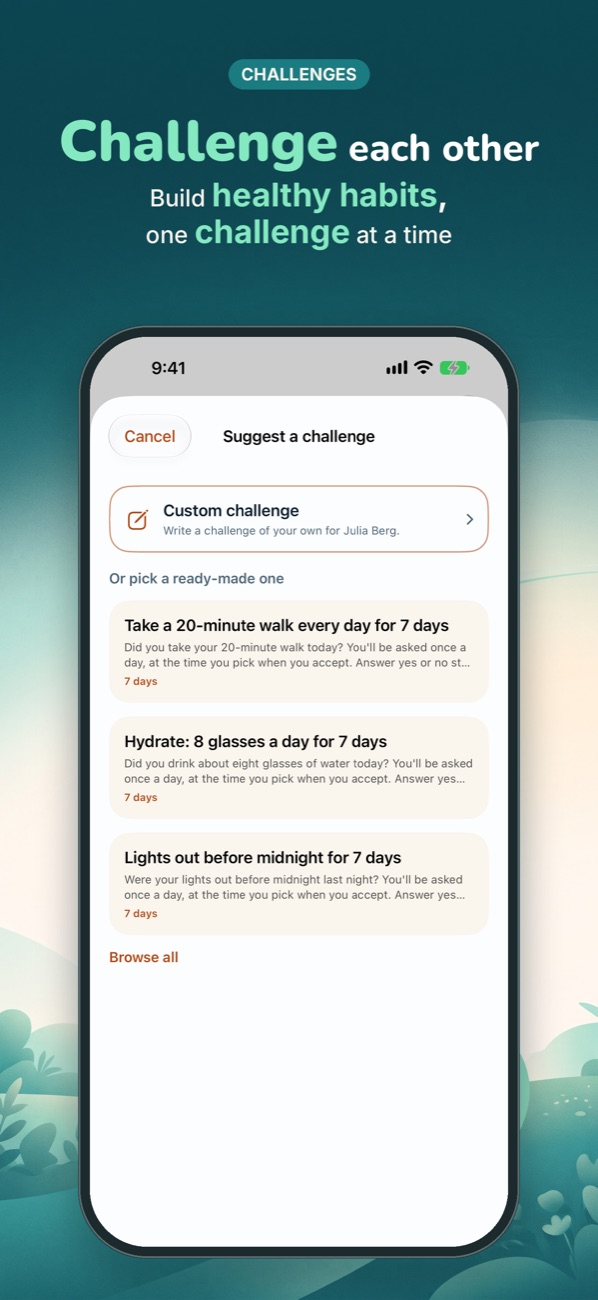 CHALLENGES
Challenge each other
Build healthy habits,
one challenge at a time
9:41
Cancel
Suggest a challenge
Custom challenge
Write a challenge of your own for Julia Berg.
Or pick a ready-made one
Take a 20-minute walk every day for 7 days
Did you take your 20-minute walk today? You'll be asked once a
day, at the time you pick when you accept. Answer yes or no st...
7 days
Hydrate: 8 glasses a day for 7 days
Did you drink about eight glasses of water today? You'll be asked
once a day, at the time you pick when you accept. Answer yes...
7 days
Lights out before midnight for 7 days
Were your lights out before midnight last night? You'll be asked
once a day, at the time you pick when you accept. Answer yes...
7 days
Browse all